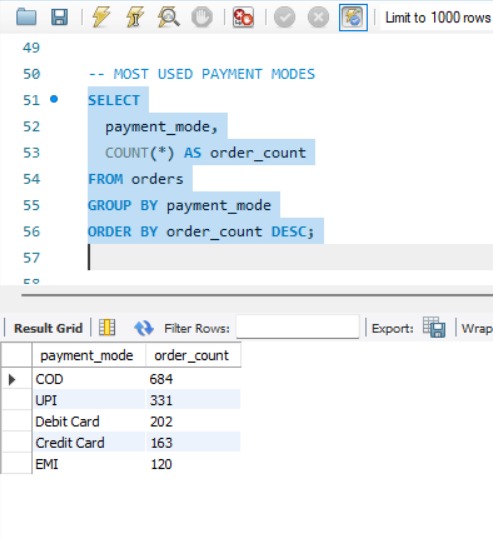 Limit to 1000 rows
49
50 -- MOST USED PAYMENT MODES
51 SELECT
52 payment_mode,
53 COUNT(*) AS order_count
54 FROM orders
55 GROUP BY payment_mode
56 ORDER BY order_count DESC;
57
58
Result Grid Filter Rows: Export: Wrap
payment_mode order_count
COD 684
UPI 331
Debit Card 202
Credit Card 163
EMI 120